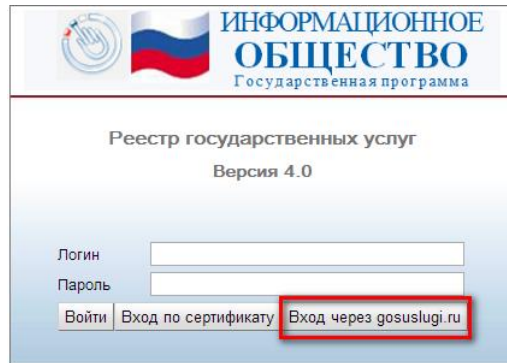 ИНФОРМАЦИОННОЕ
ОБЩЕСТВО
Государственная программа
Реестр государственных услуг
Версия 4.0
Логин
Пароль
Войти Вход по сертификату Вход через gosuslugi.ru